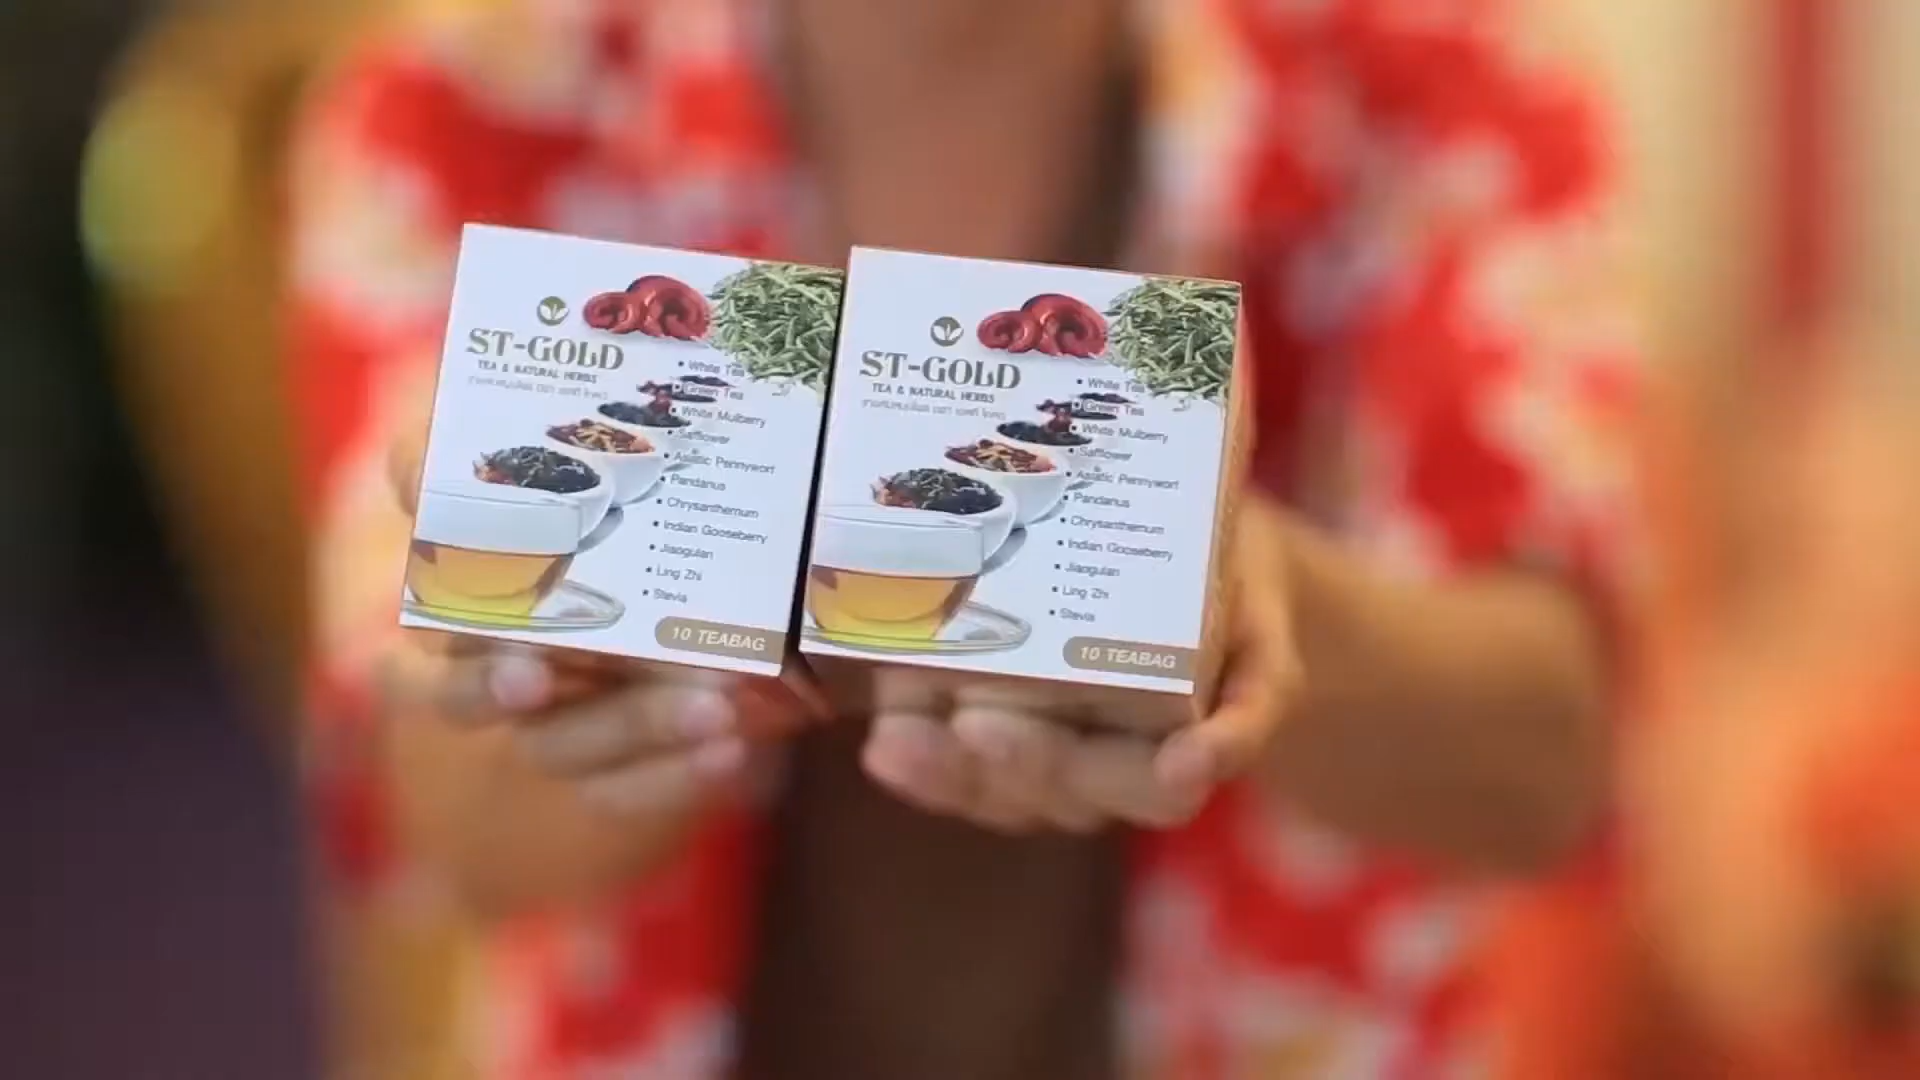 ST-GOLD
TEA & NATURAL HERBS
White Tea
Green Tea
White Mulberry
Safflower
Asiatic Pennywort
Pandanus
Chrysanthemum
Indian Gooseberry
Jiaogulan
Ling Zhi
Stevia
10 TEABAG
ST-GOLD
TEA & NATURAL HERBS
White Tea
Green Tea
White Mulberry
Safflower
Asiatic Pennywort
Pandanus
Chrysanthemum
Indian Gooseberry
Jiaogulan
Ling Zhi
Stevia
10 TEABAG